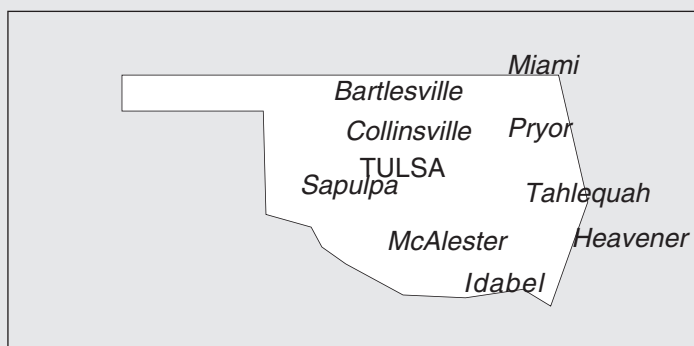 Miami
Bartlesville
Collinsville
Pryor
TULSA
Sapulpa
Tahlequah
McAlester
Heavener
Idabel